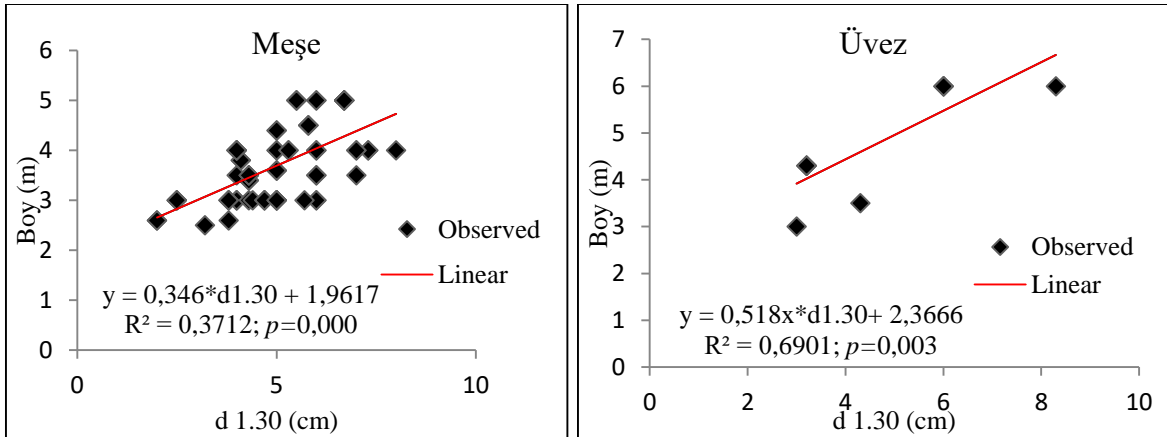 Meşe
6
5
4
3
2
1
0
Boy (m)
Observed
Linear
y = 0,346*d1.30 + 1,9617
R² = 0,3712; p=0,000
0
5
10
d 1.30 (cm)
Üvez
7
6
5
4
3
2
1
0
Boy (m)
Observed
Linear
y = 0,518x*d1.30+ 2,3666
R² = 0,6901; p=0,003
0
2
4
6
8
10
d 1.30 (cm)